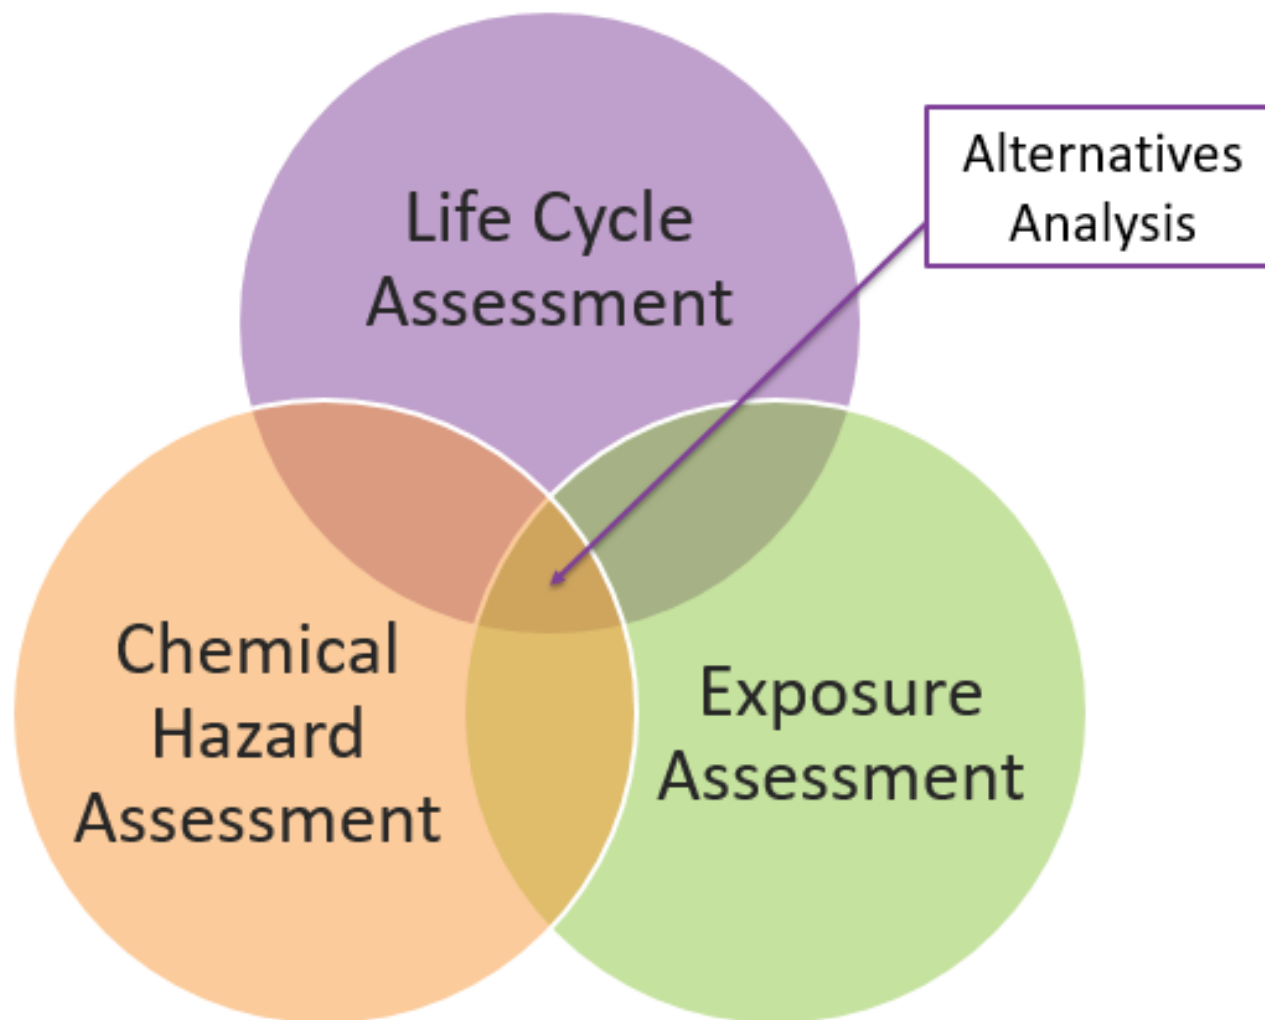 Life Cycle
Assessment
Alternatives
Analysis
Chemical
Hazard
Assessment
Exposure
Assessment